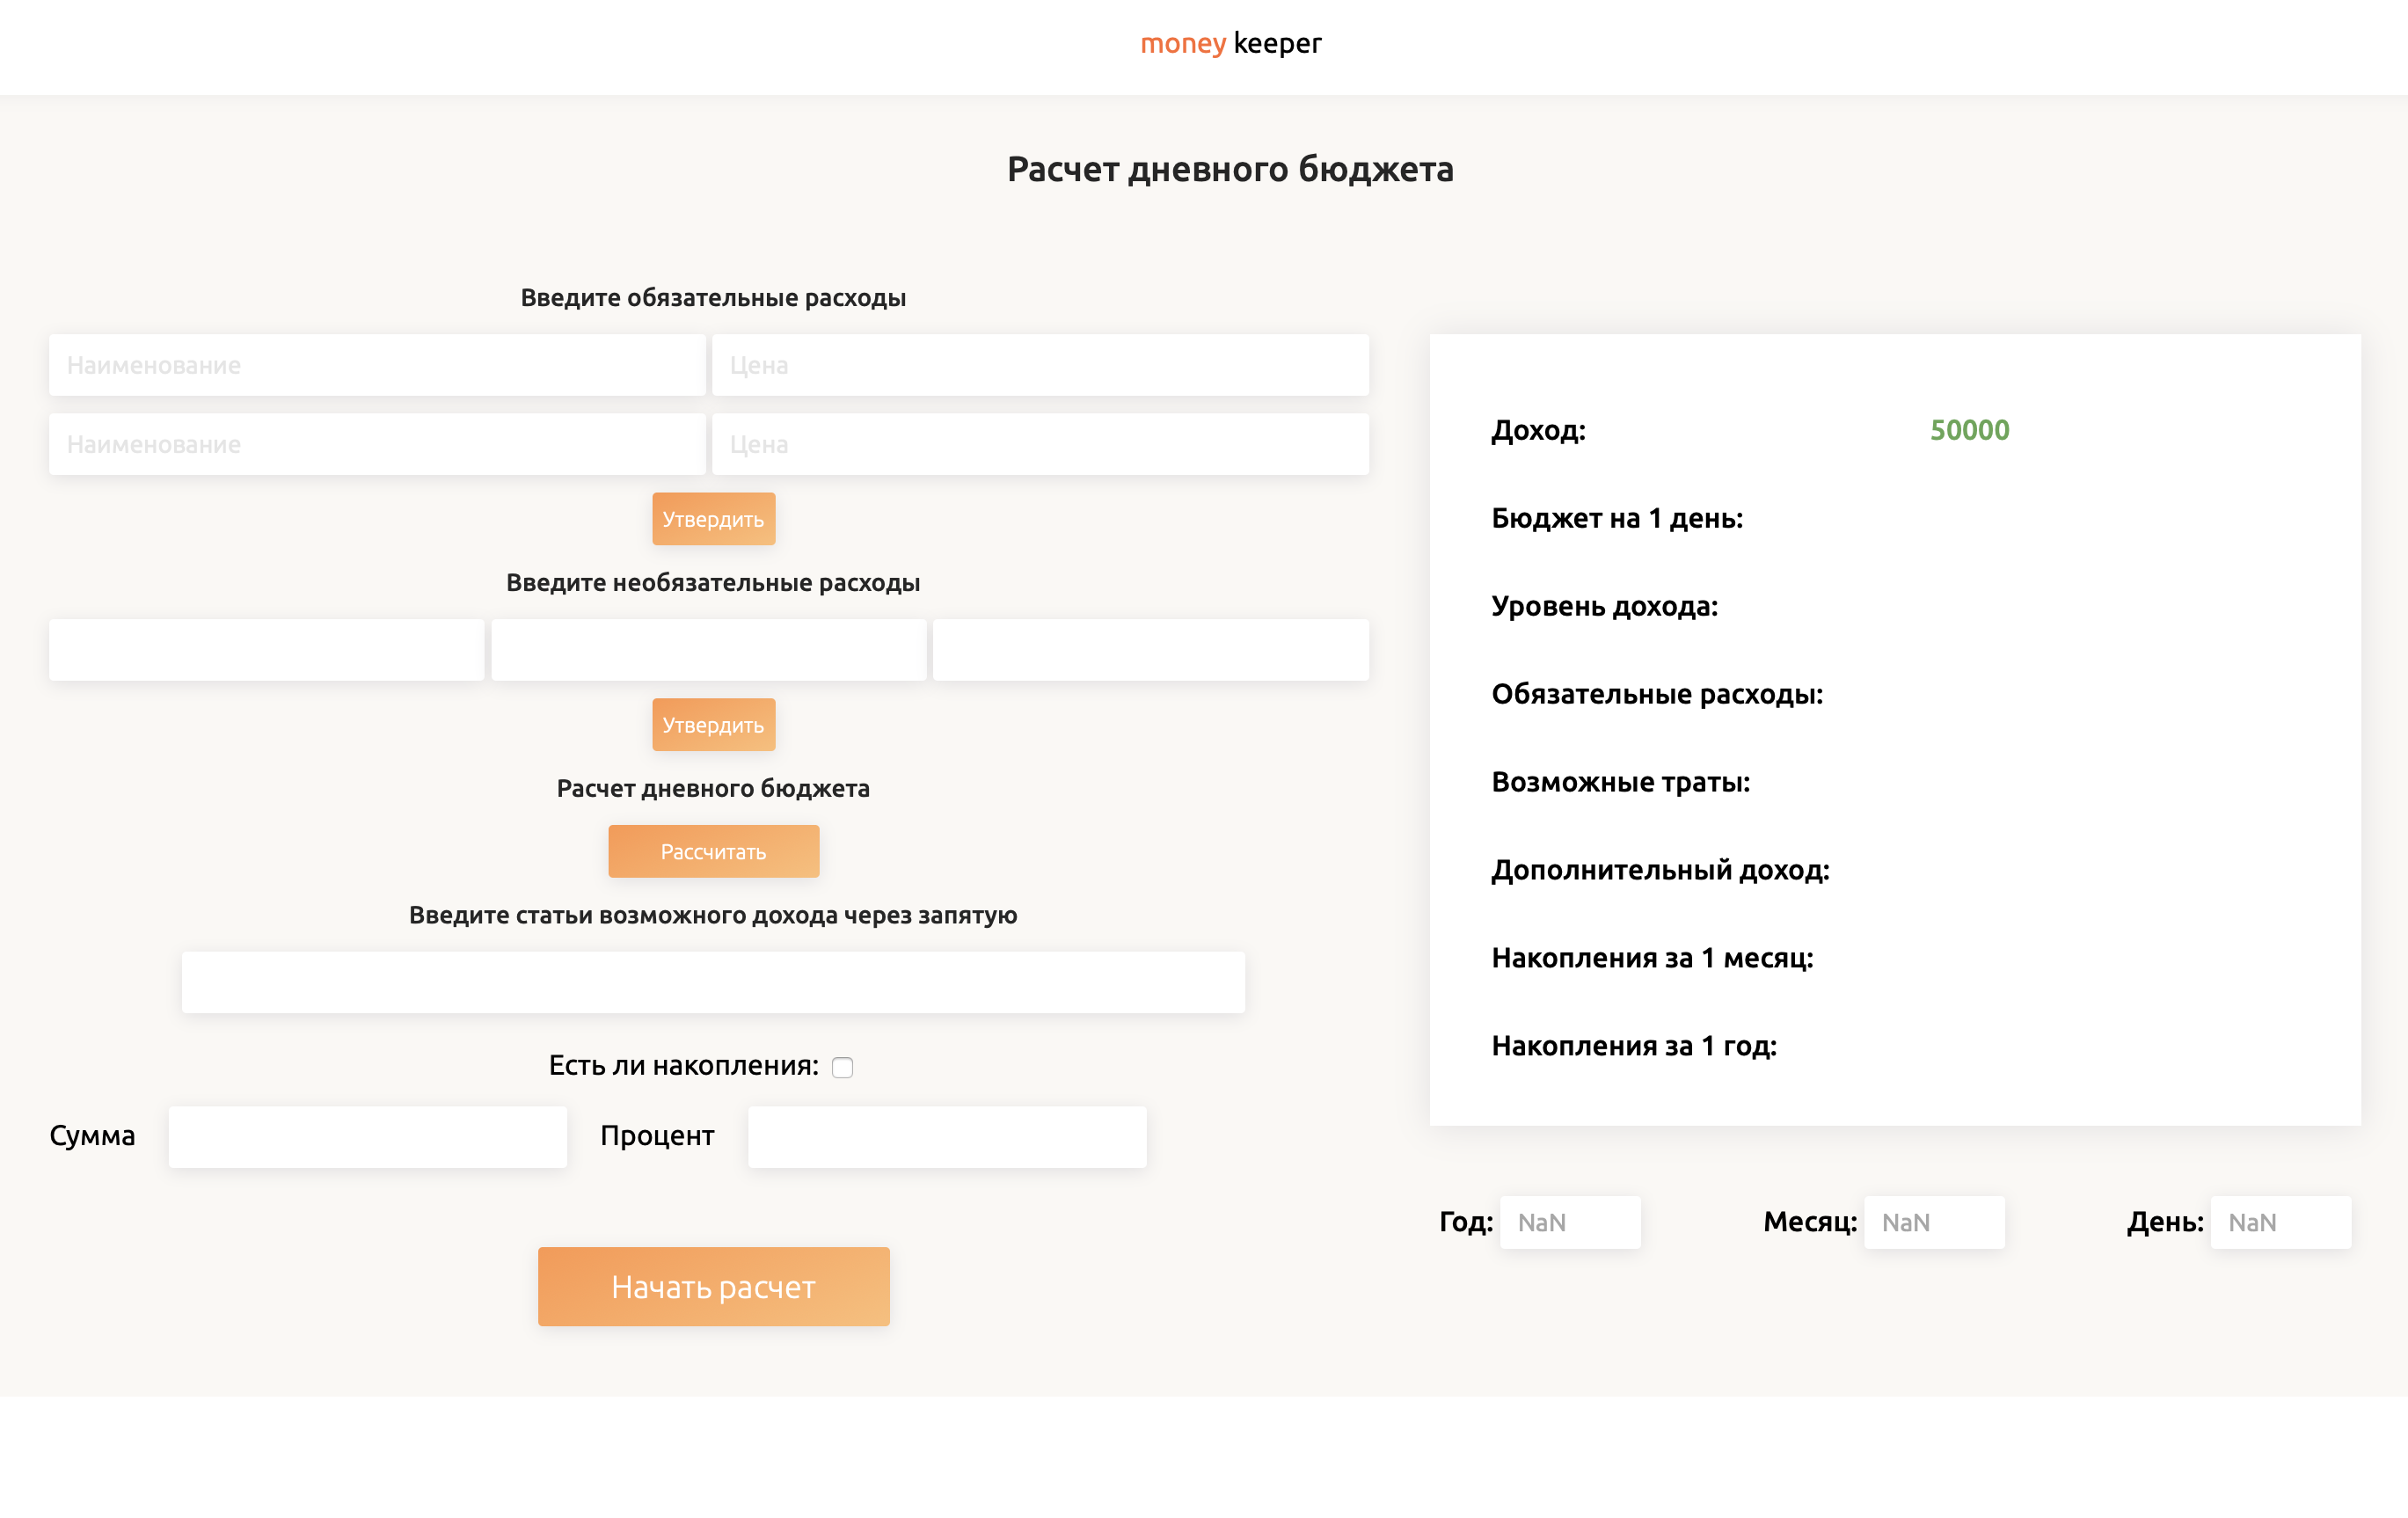 money keeper
Расчет дневного бюджета
Введите обязательные расходы
Наименование
Цена
Наименование
Цена
Утвердить
Введите необязательные расходы
Утвердить
Расчет дневного бюджета
Рассчитать
Введите статьи возможного дохода через запятую
Есть ли накопления:
Сумма
Процент
Начать расчет
Доход: 50000
Бюджет на 1 день:
Уровень дохода:
Обязательные расходы:
Возможные траты:
Дополнительный доход:
Накопления за 1 месяц:
Накопления за 1 год:
Год: NaN
Месяц: NaN
День: NaN